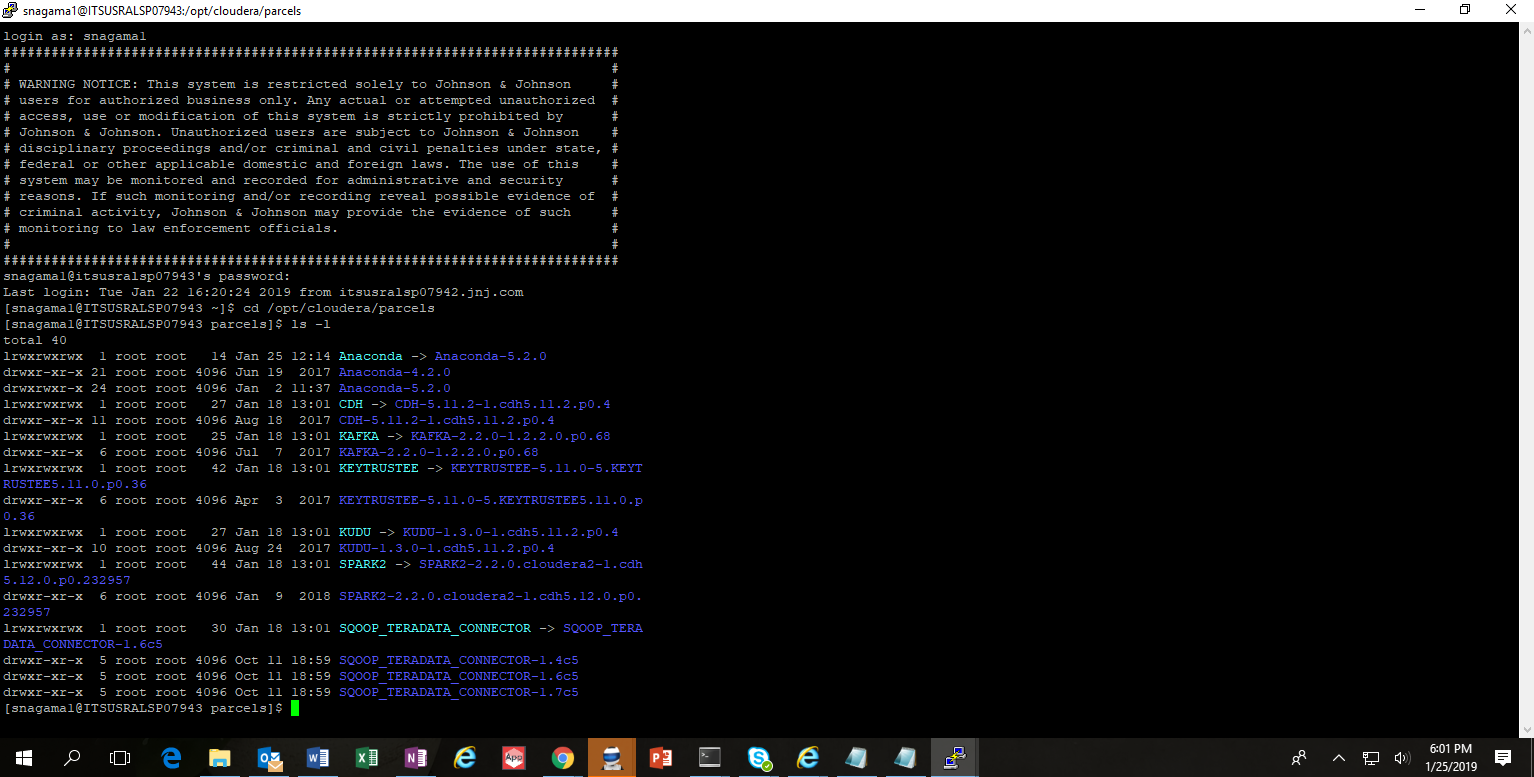 snagama1@ITSUSRALSP07943:/opt/cloudera/parcels
login as: snagama1
#############################################################################
#                                                                           #
# WARNING NOTICE: This system is restricted solely to Johnson & Johnson     #
# users for authorized business only. Any actual or attempted unauthorized  #
# access, use or modification of this system is strictly prohibited by      #
# Johnson & Johnson. Unauthorized users are subject to Johnson & Johnson    #
# disciplinary proceedings and/or criminal and civil penalties under state, #
# federal or other applicable domestic and foreign laws. The use of this    #
# system may be monitored and recorded for administrative and security      #
# reasons. If such monitoring and/or recording reveal possible evidence of  #
# criminal activity, Johnson & Johnson may provide the evidence of such     #
# monitoring to law enforcement officials.                                  #
#                                                                           #
#############################################################################
snagama1@itsusralsp07943's password:
Last login: Tue Jan 22 16:20:24 2019 from itsusralsp07942.jnj.com
[snagama1@ITSUSRALSP07943 ~]$ cd /opt/cloudera/parcels
[snagama1@ITSUSRALSP07943 parcels]$ ls -l
total 40
lrwxrwxrwx  1 root root   14 Jan 25 12:14 Anaconda -> Anaconda-5.2.0
drwxr-xr-x 21 root root 4096 Jun 19  2017 Anaconda-4.2.0
drwxrwxr-x 24 root root 4096 Jan  2 11:37 Anaconda-5.2.0
lrwxrwxrwx  1 root root   27 Jan 18 13:01 CDH -> CDH-5.11.2-1.cdh5.11.2.p0.4
drwxr-xr-x 11 root root 4096 Aug 18  2017 CDH-5.11.2-1.cdh5.11.2.p0.4
lrwxrwxrwx  1 root root   25 Jan 18 13:01 KAFKA -> KAFKA-2.2.0-1.2.2.0.p0.68
drwxr-xr-x  6 root root 4096 Jul  7  2017 KAFKA-2.2.0-1.2.2.0.p0.68
lrwxrwxrwx  1 root root   42 Jan 18 13:01 KEYTRUSTEE -> KEYTRUSTEE-5.11.0-5.KEYT
RUSTEE5.11.0.p0.36
drwxr-xr-x  6 root root 4096 Apr  3  2017 KEYTRUSTEE-5.11.0-5.KEYTRUSTEE5.11.0.p
0.36
lrwxrwxrwx  1 root root   27 Jan 18 13:01 KUDU -> KUDU-1.3.0-1.cdh5.11.2.p0.4
drwxr-xr-x 10 root root 4096 Aug 24  2017 KUDU-1.3.0-1.cdh5.11.2.p0.4
lrwxrwxrwx  1 root root   44 Jan 18 13:01 SPARK2 -> SPARK2-2.2.0.cloudera2-1.cdh
5.12.0.p0.232957
drwxr-xr-x  6 root root 4096 Jan  9  2018 SPARK2-2.2.0.cloudera2-1.cdh5.12.0.p0.
232957
lrwxrwxrwx  1 root root   30 Jan 18 13:01 SQOOP_TERADATA_CONNECTOR -> SQOOP_TERA
DATA_CONNECTOR-1.6c5
drwxr-xr-x  5 root root 4096 Oct 11 18:59 SQOOP_TERADATA_CONNECTOR-1.4c5
drwxr-xr-x  5 root root 4096 Oct 11 18:59 SQOOP_TERADATA_CONNECTOR-1.6c5
drwxr-xr-x  5 root root 4096 Oct 11 18:59 SQOOP_TERADATA_CONNECTOR-1.7c5
[snagama1@ITSUSRALSP07943 parcels]$
App
6:01 PM
1/25/2019